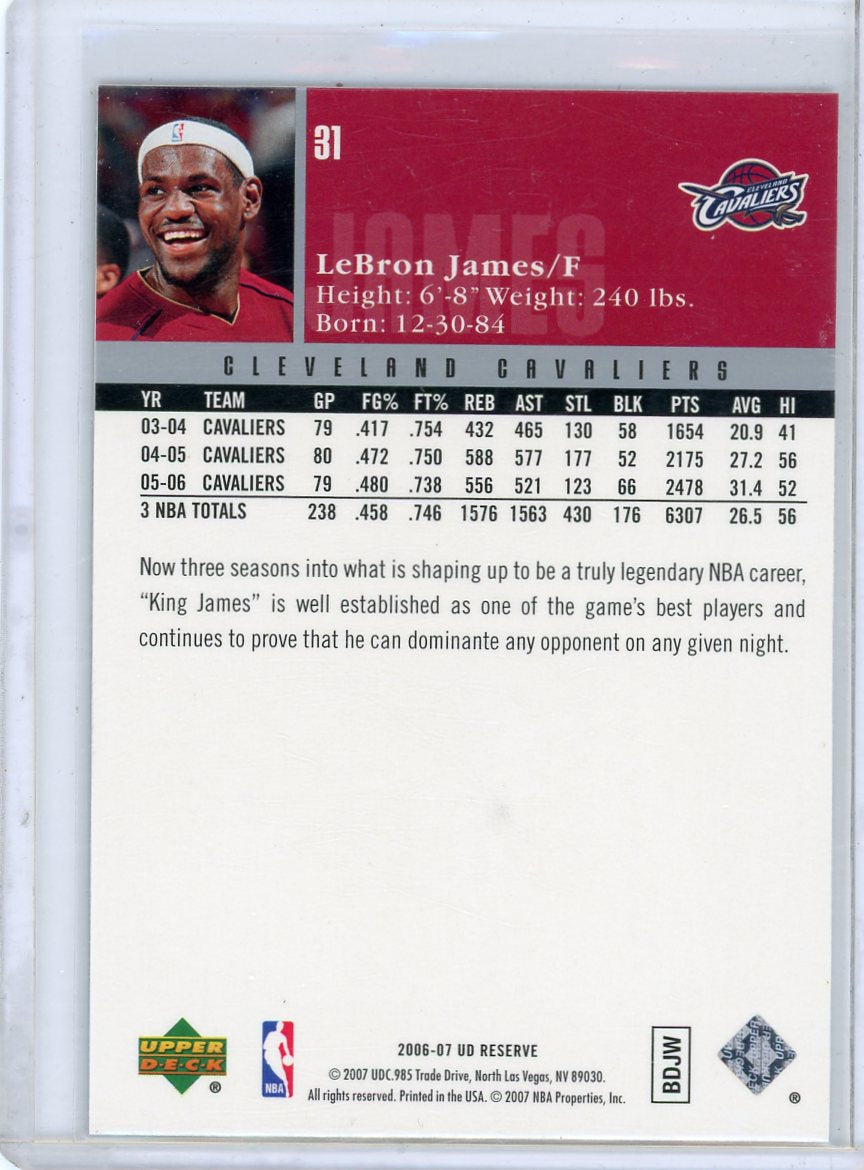 31
CLEVELAND
CAVALIERS
JAMES
LeBron James/F
Height: 6'-8" Weight: 240 lbs.
Born: 12-30-84
CLEVELAND CAVALIERS
YR TEAM GP FG% FT% REB AST STL BLK PTS AVG HI
03-04 CAVALIERS 79 .417 .754 432 465 130 58 1654 20.9 41
04-05 CAVALIERS 80 .472 .750 588 577 177 52 2175 27.2 56
05-06 CAVALIERS 79 .480 .738 556 521 123 66 2478 31.4 52
3 NBA TOTALS 238 .458 .746 1576 1563 430 176 6307 26.5 56
Now three seasons into what is shaping up to be a truly legendary NBA career,
“King James” is well established as one of the game's best players and
continues to prove that he can dominante any opponent on any given night.
UPPER
D·E·C·K
®
NBA
2006-07 UD RESERVE
© 2007 UDC. 985 Trade Drive, North Las Vegas, NV 89030.
All rights reserved. Printed in the USA. © 2007 NBA Properties, Inc.
BDJW
®